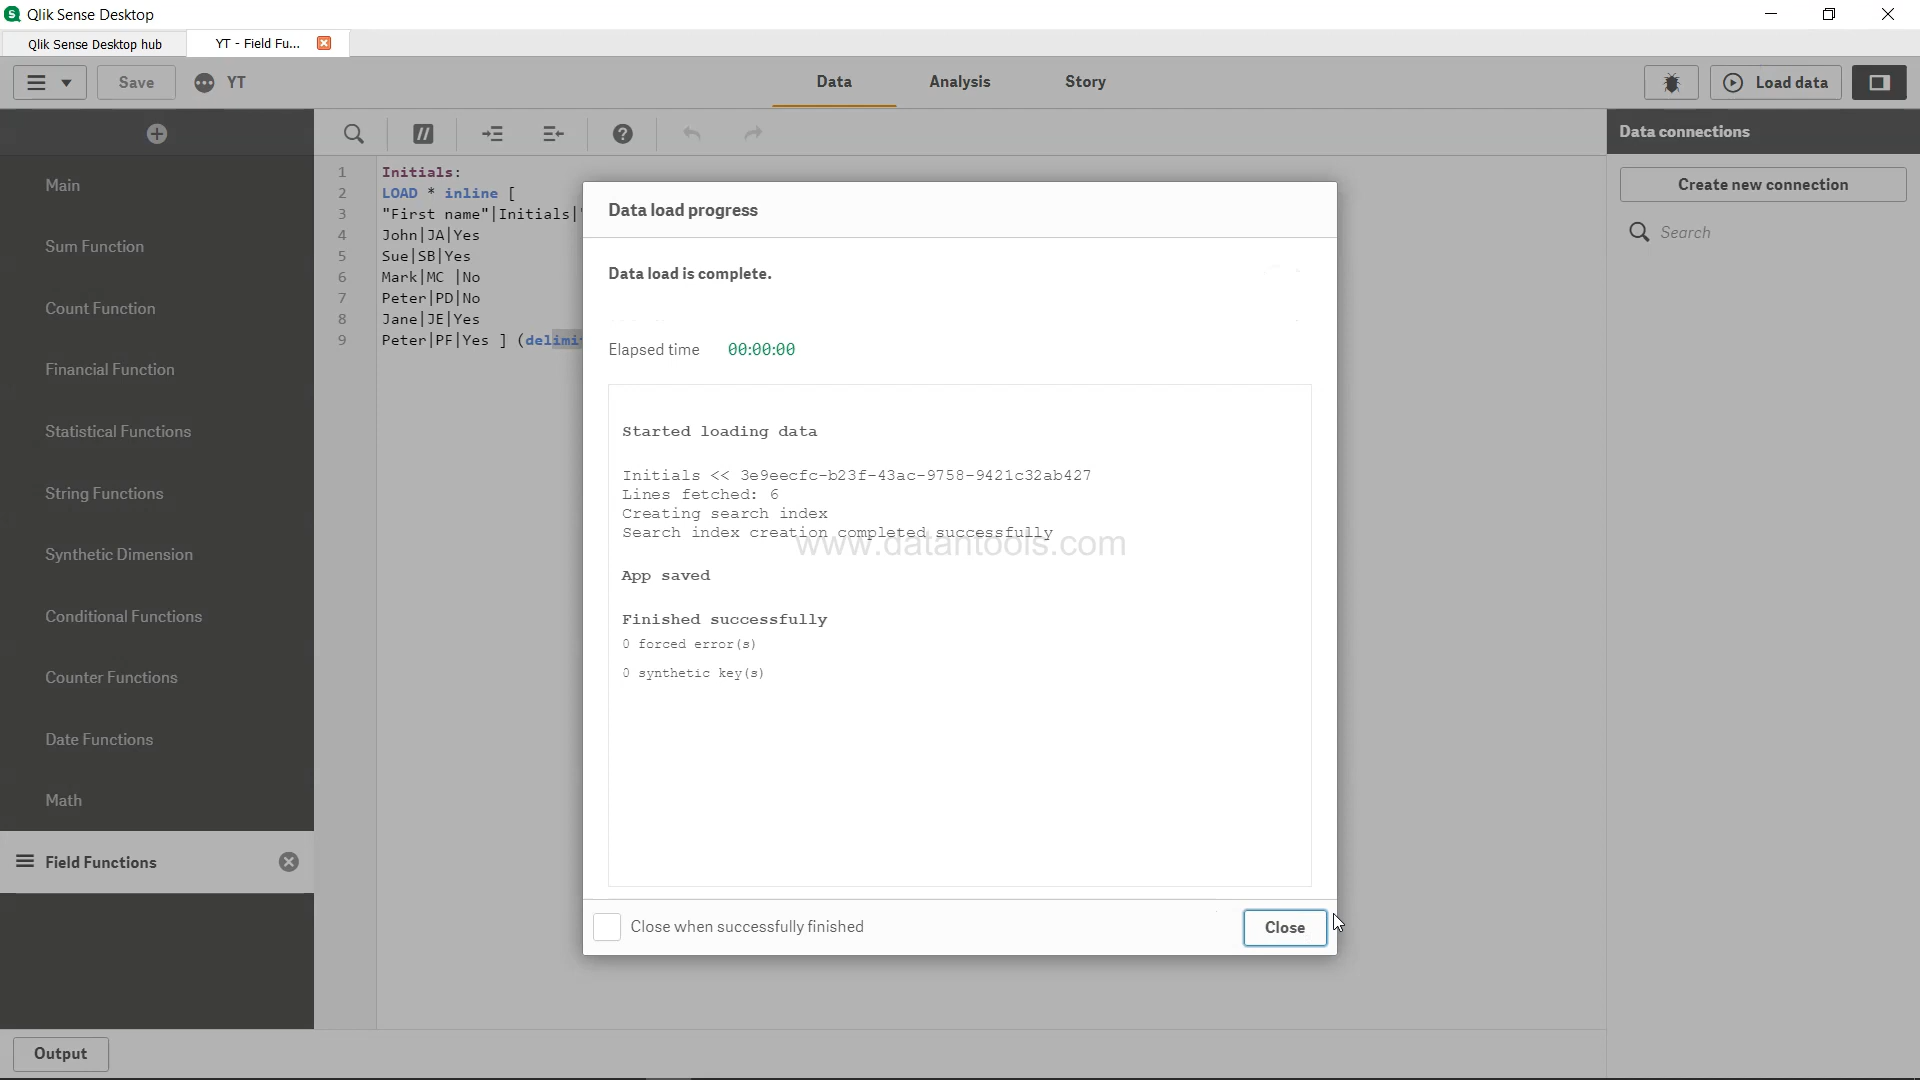 Qlik Sense Desktop
Qlik Sense Desktop hub
YT - Field Fu...
Save
YT
Data
Analysis
Story
Load data
Main
Sum Function
Count Function
Financial Function
Statistical Functions
String Functions
Synthetic Dimension
Conditional Functions
Counter Functions
Date Functions
Math
Field Functions
Output
1 Initials:
2 LOAD * inline [
3 "First name"|Initials|"
4 John|JA|Yes
5 Sue|SB|Yes
6 Mark|MC |No
7 Peter|PD|No
8 Jane|JE|Yes
9 Peter|PF|Yes ] (delimi
Data load progress
Data load is complete.
Elapsed time 00:00:00
Started loading data
Initials << 3e9eecfc-b23f-43ac-9758-9421c32ab427
Lines fetched: 6
Creating search index
Search index creation completed successfully
www.datantools.com
App saved
Finished successfully
0 forced error(s)
0 synthetic key(s)
Close when successfully finished
Close
Data connections
Create new connection
Search